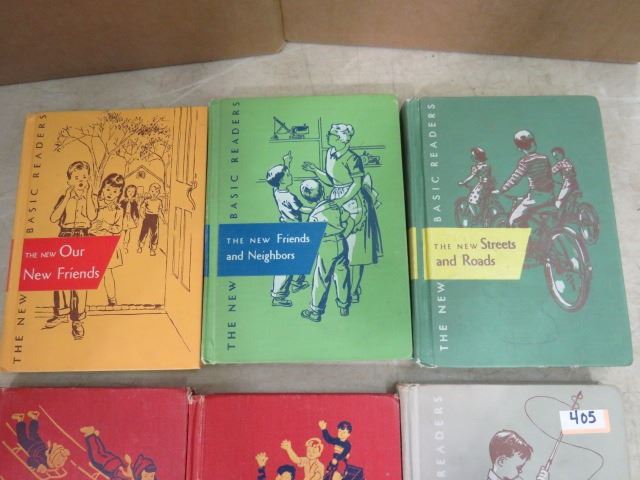 THE NEW BASIC READERS
THE NEW Our
New Friends
THE NEW BASIC READERS
THE NEW Friends
and Neighbors
THE NEW BASIC READERS
THE NEW Streets
and Roads
READERS
405